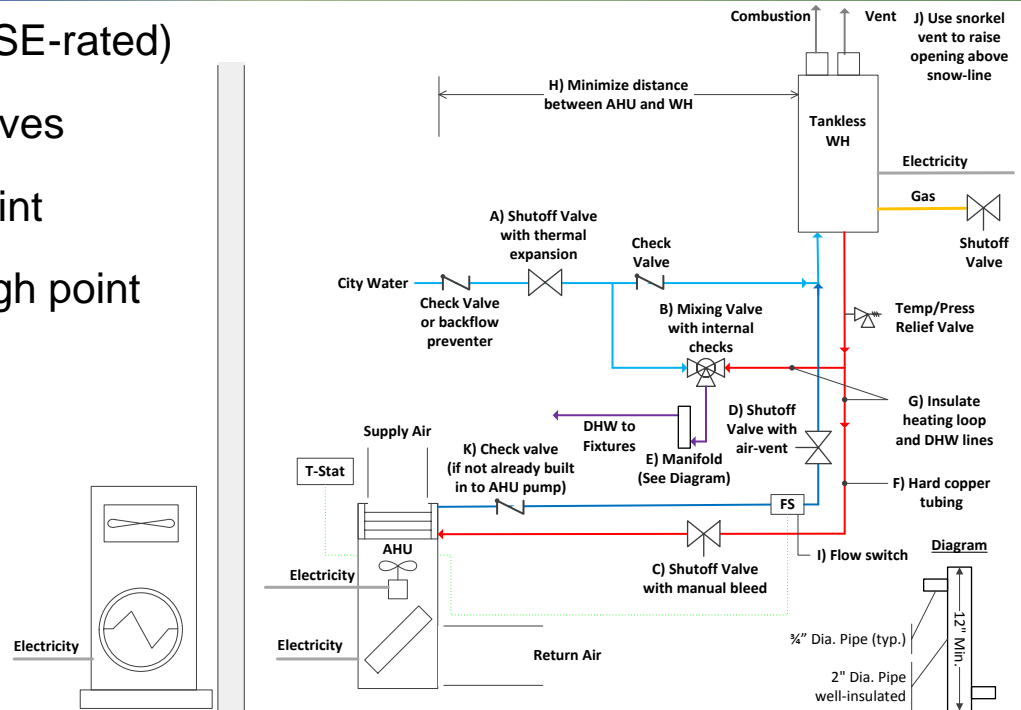 SE-rated)
ves
int
gh point
Combustion
Vent
J) Use snorkel
vent to raise
opening above
snow-line
H) Minimize distance
between AHU and WH
Tankless
WH
Electricity
Gas
Shutoff
Valve
A) Shutoff Valve
with thermal
expansion
Check
Valve
City Water
Check Valve
or backflow
preventer
B) Mixing Valve
with internal
checks
Temp/Press
Relief Valve
G) Insulate
heating loop
and DHW lines
D) Shutoff
Valve with
air-vent
DHW to
Fixtures
E) Manifold
(See Diagram)
Supply Air
K) Check valve
(if not already built
in to AHU pump)
T-Stat
F) Hard copper
tubing
FS
I) Flow switch
AHU
C) Shutoff Valve
with manual bleed
Electricity
Electricity
Electricity
Return Air
Diagram
¾” Dia. Pipe (typ.)
12" Min.
2" Dia. Pipe
well-insulated